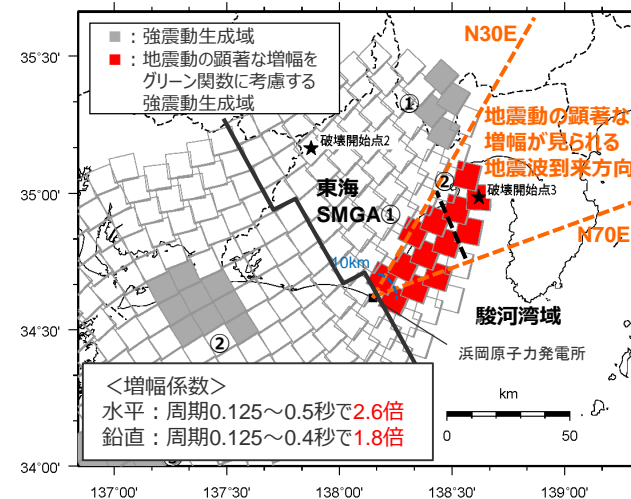 ：強震動生成域
：地震動の顕著な増幅を
グリーン関数に考慮する
強震動生成域
N30E
地震動の顕著な
増幅が見られる
地震波到来方向
N70E
①
破壊開始点2
②
破壊開始点3
東海
SMGA①
10km
駿河湾域
浜岡原子力発電所
②
＜増幅係数＞
水平：周期0.125～0.5秒で2.6倍
鉛直：周期0.125～0.4秒で1.8倍
km
0
50
35°30'
35°00'
34°30'
34°00'
137°00'
137°30'
138°00'
138°30'
139°00'